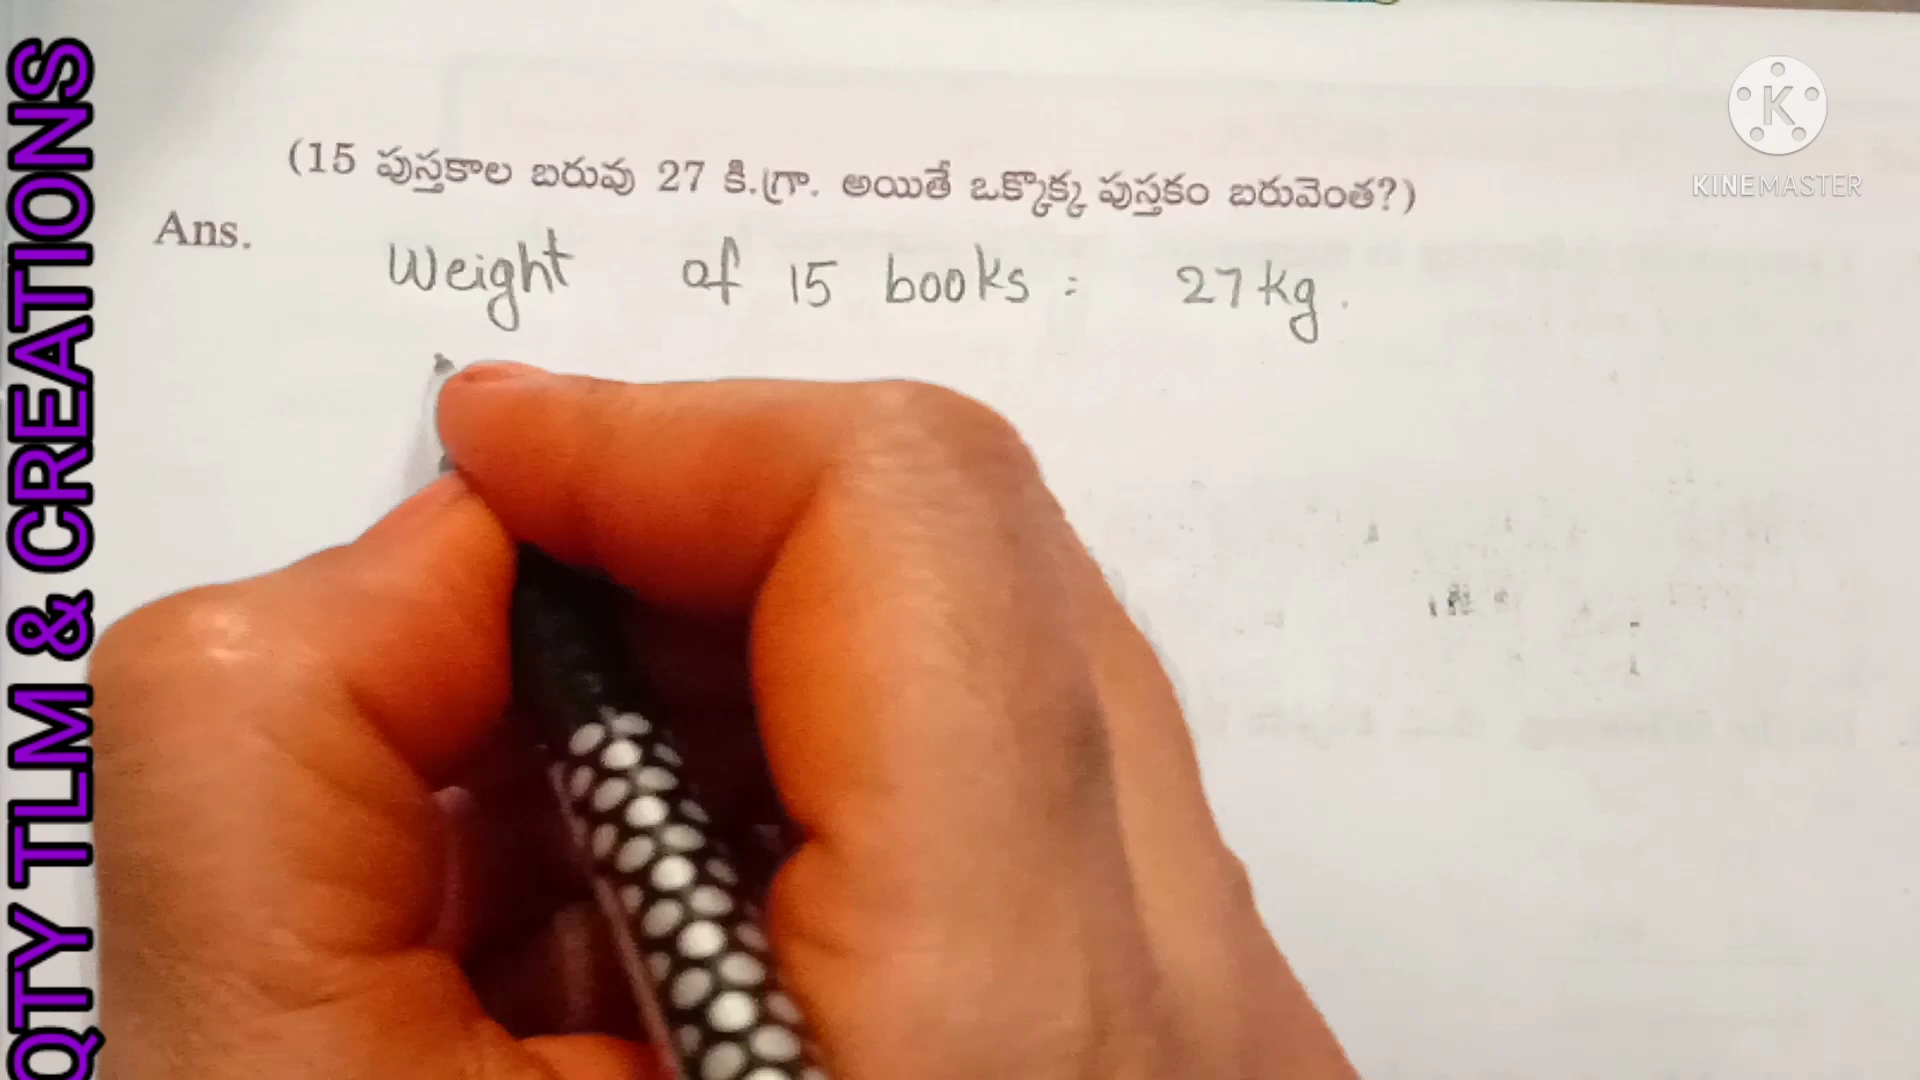 (15 పుస్తకాల బరువు 27 కి.గ్రా. అయితే ఒక్కొక్క పుస్తకం బరువెంత?)
Ans.
Weight of 15 books = 27 kg.
QTY TLM & CREATIONS
KINEMASTER